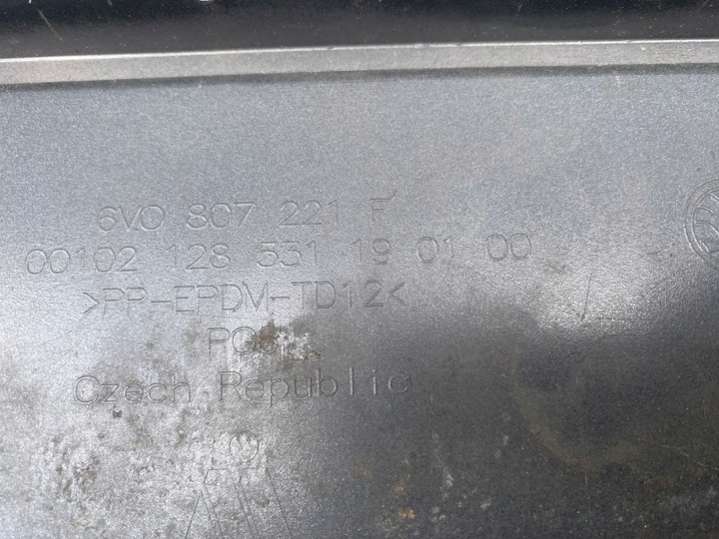 6V0 807 221 F
00102 128 531 19 01 00
>PP-EPDM-TD12<
Czech Republic